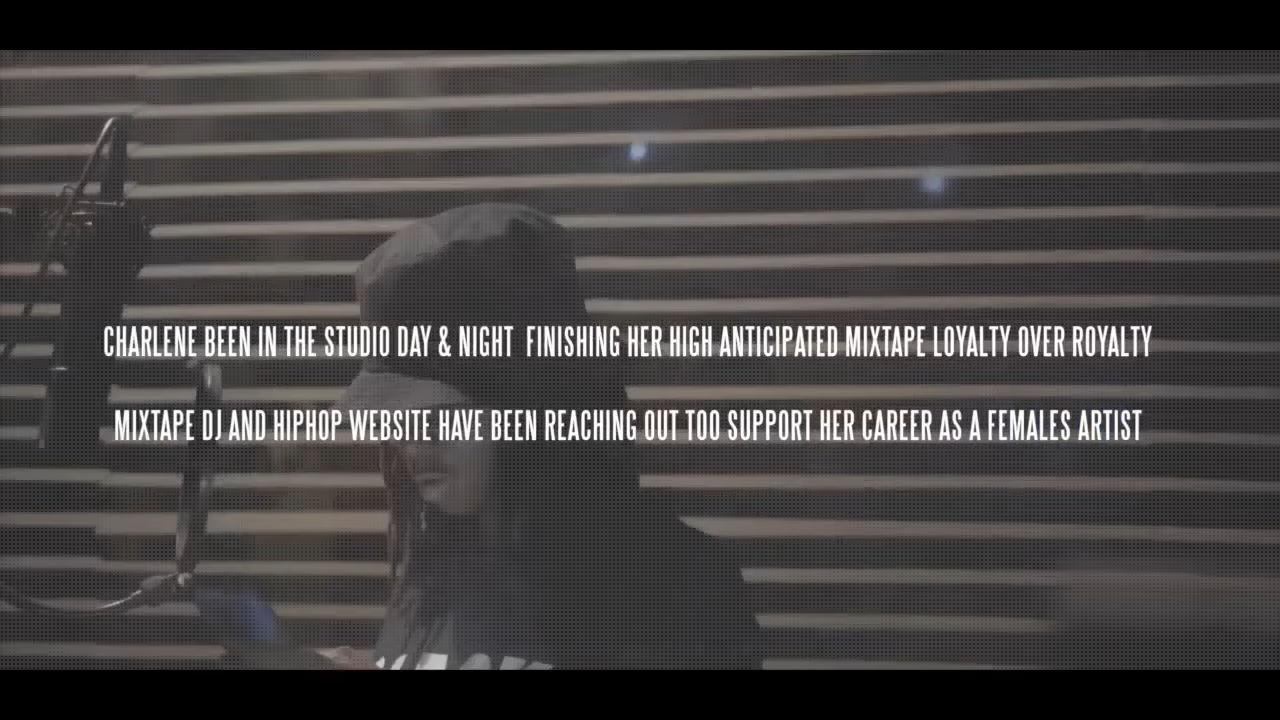 CHARLENE BEEN IN THE STUDIO DAY & NIGHT  FINISHING HER HIGH ANTICIPATED MIXTAPE LOYALTY OVER ROYALTY
MIXTAPE DJ AND HIPHOP WEBSITE HAVE BEEN REACHING OUT TOO SUPPORT HER CAREER AS A FEMALES ARTIST